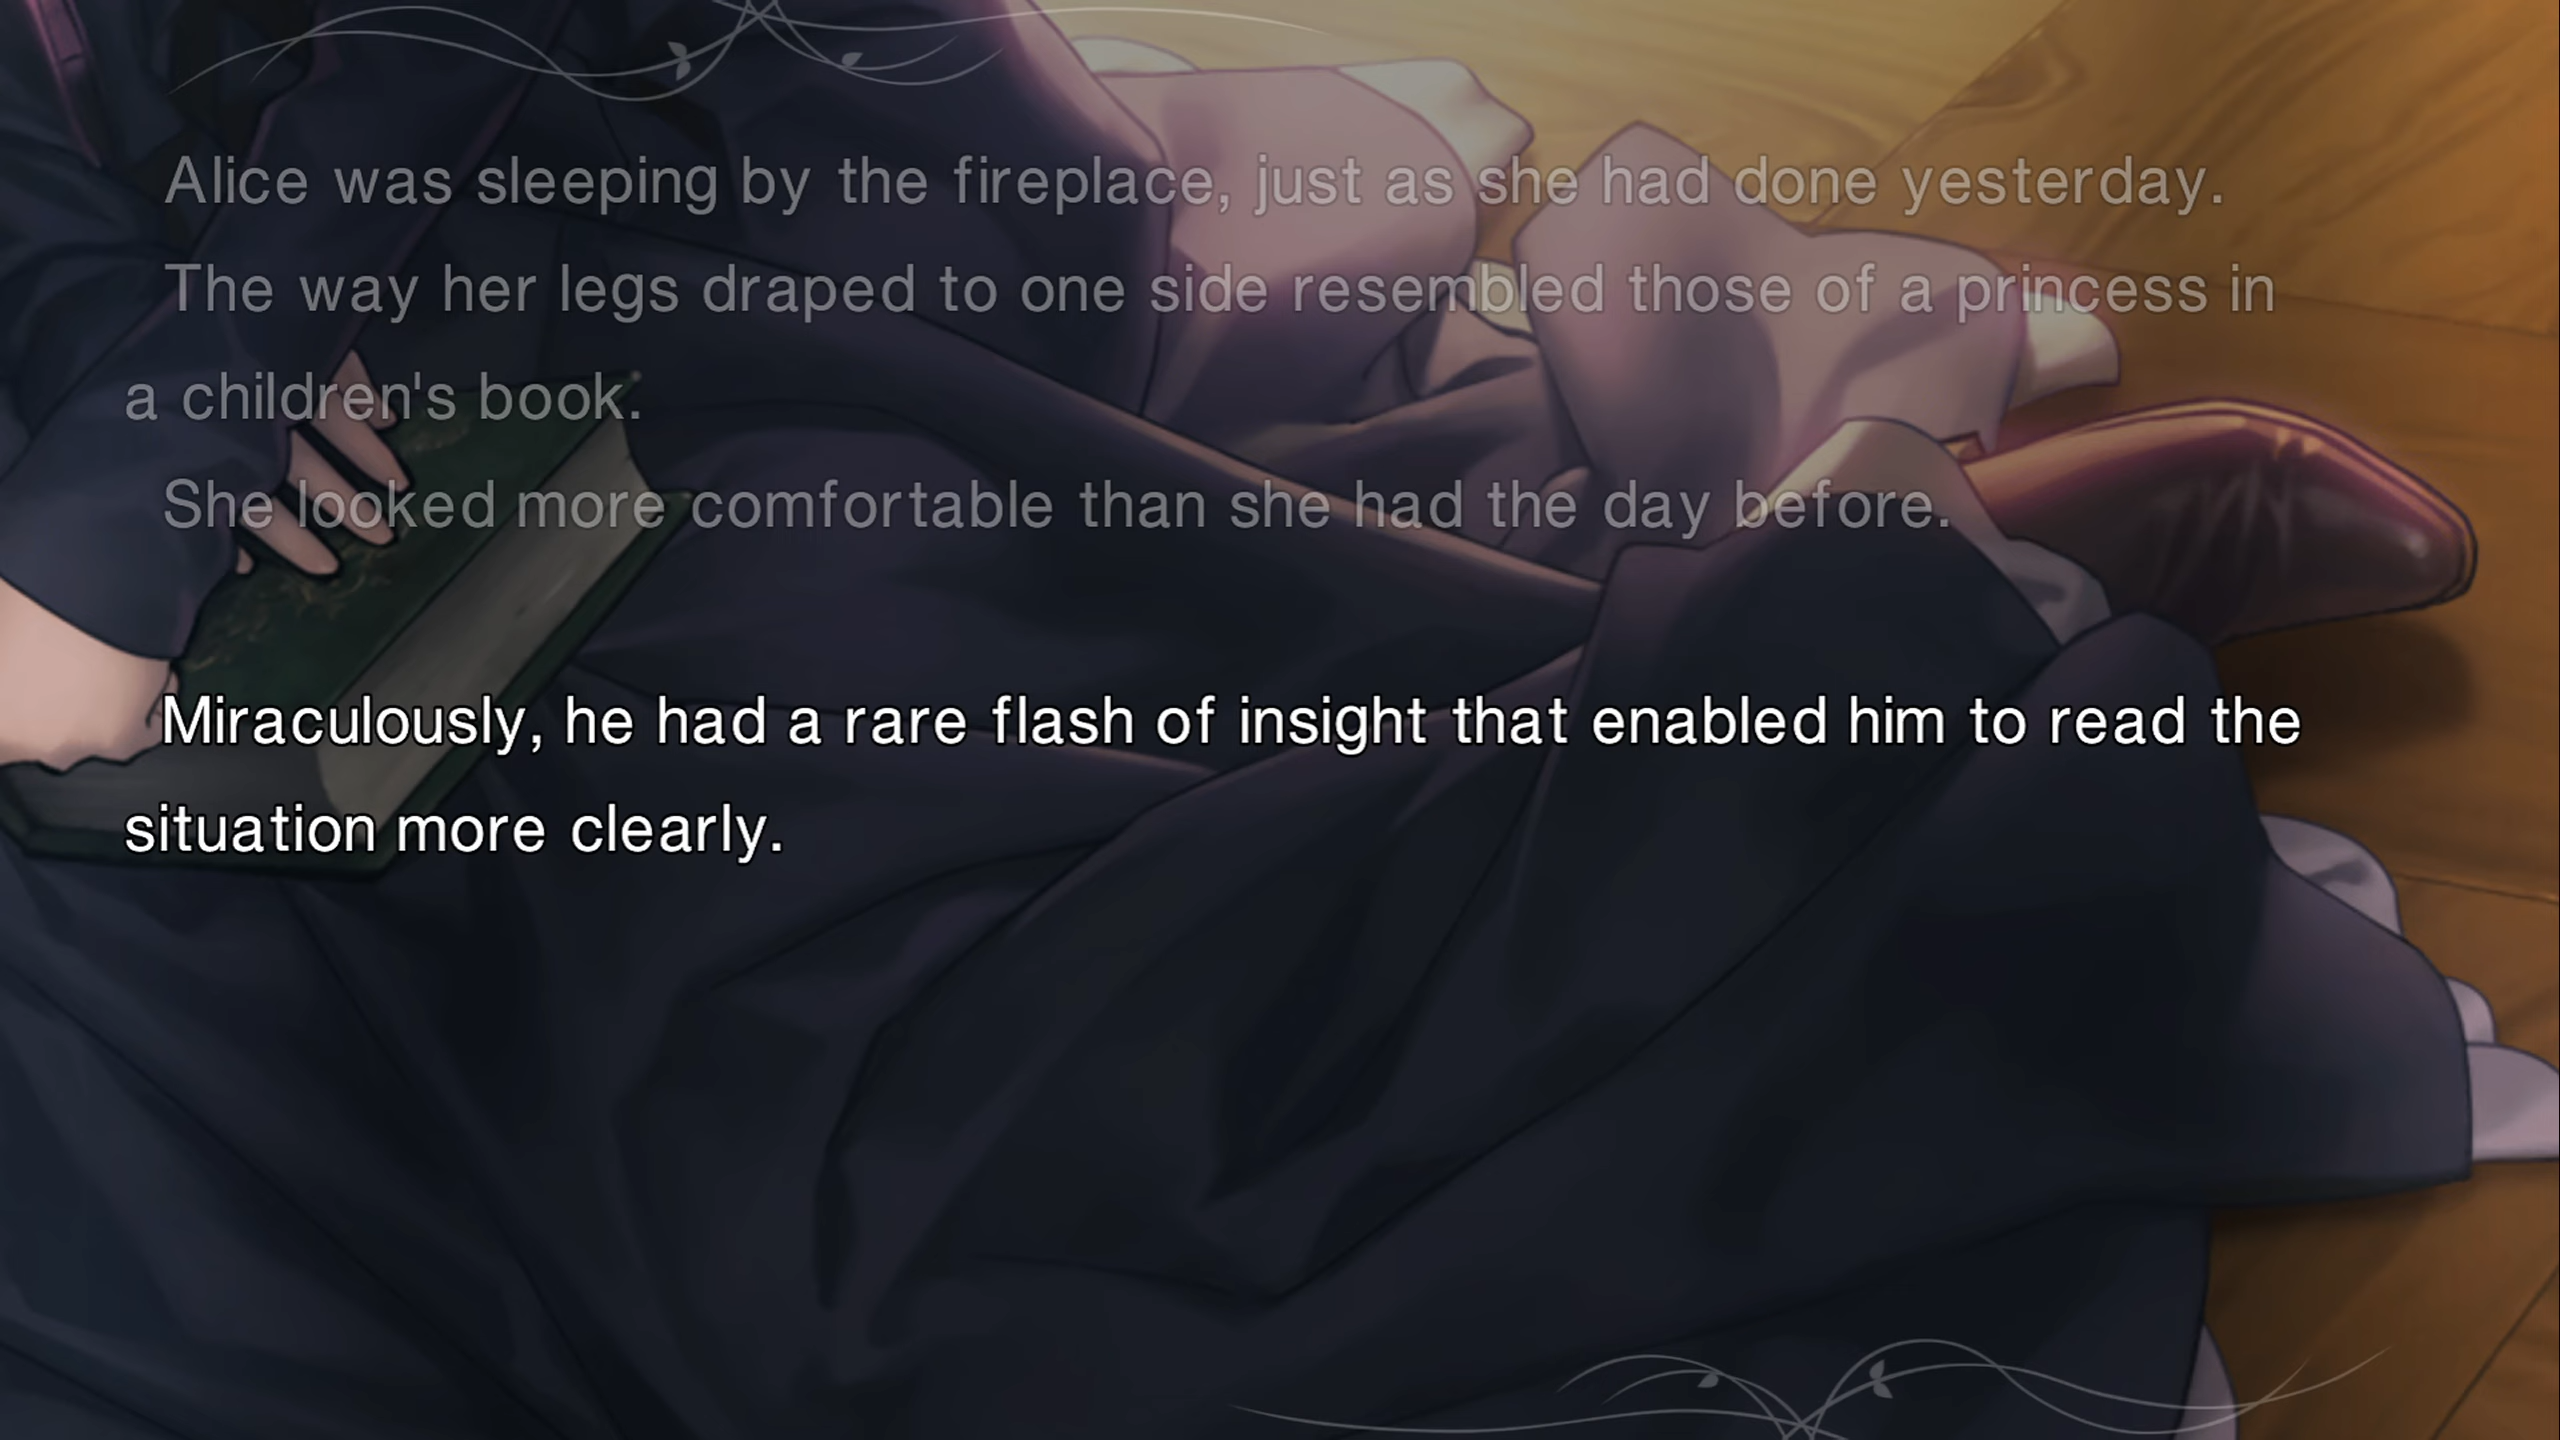 Alice was sleeping by the fireplace, just as she had done yesterday.
The way her legs draped to one side resembled those of a princess in
a children's book.
She looked more comfortable than she had the day before.
Miraculously, he had a rare flash of insight that enabled him to read the
situation more clearly.